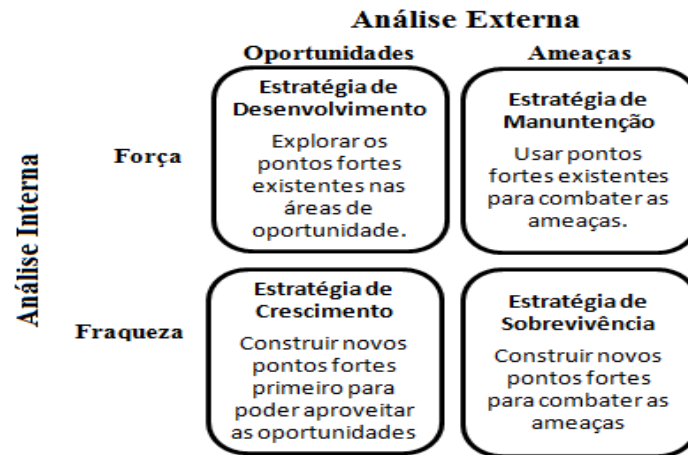 Análise Externa
Oportunidades
Ameaças
Análise Interna
Força
Estratégia de
Desenvolvimento
Explorar os
pontos fortes
existentes nas
áreas de
oportunidade.
Estratégia de
Manuntenção
Usar pontos
fortes existentes
para combater as
ameaças.
Fraqueza
Estratégia de
Crescimento
Construir novos
pontos fortes
primeiro para
poder aproveitar
as oportunidades
Estratégia de
Sobrevivência
Construir novos
pontos fortes
para combater as
ameaças